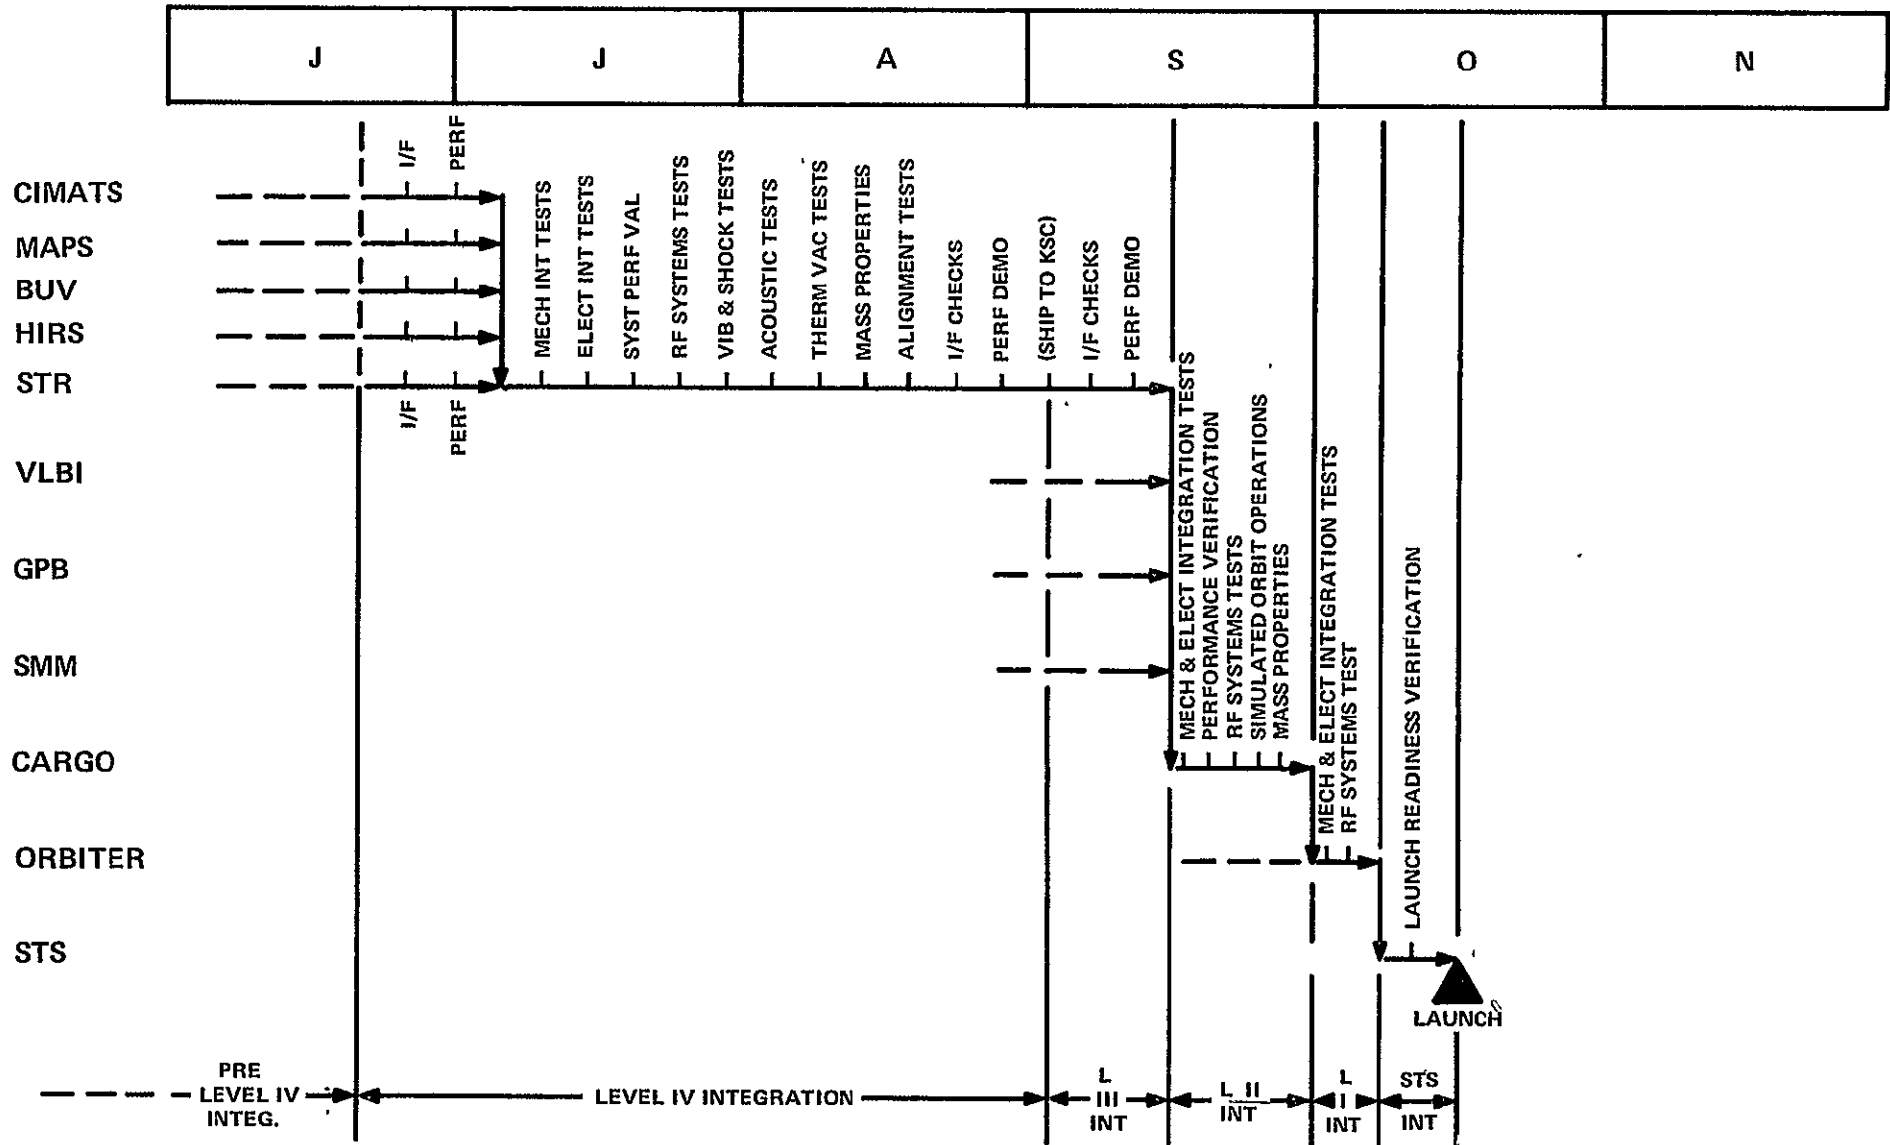 J J A S O N
I/F
PERF
CIMATS
MAPS
BUV
HIRS
STR
I/F
PERF
MECH INT TESTS
ELECT INT TESTS
SYST PERF VAL
RF SYSTEMS TESTS
VIB & SHOCK TESTS
ACOUSTIC TESTS
THERM VAC TESTS
MASS PROPERTIES
ALIGNMENT TESTS
I/F CHECKS
PERF DEMO
(SHIP TO KSC)
I/F CHECKS
PERF DEMO
VLBI
GPB
SMM
MECH & ELECT INTEGRATION TESTS
PERFORMANCE VERIFICATION
RF SYSTEMS TESTS
SIMULATED ORBIT OPERATIONS
MASS PROPERTIES
CARGO
MECH & ELECT INTEGRATION TESTS
RF SYSTEMS TEST
ORBITER
LAUNCH READINESS VERIFICATION
STS
LAUNCH
PRE
LEVEL IV
INTEG.
LEVEL IV INTEGRATION
L
III
INT
L II
INT
L
I
INT
STS
INT